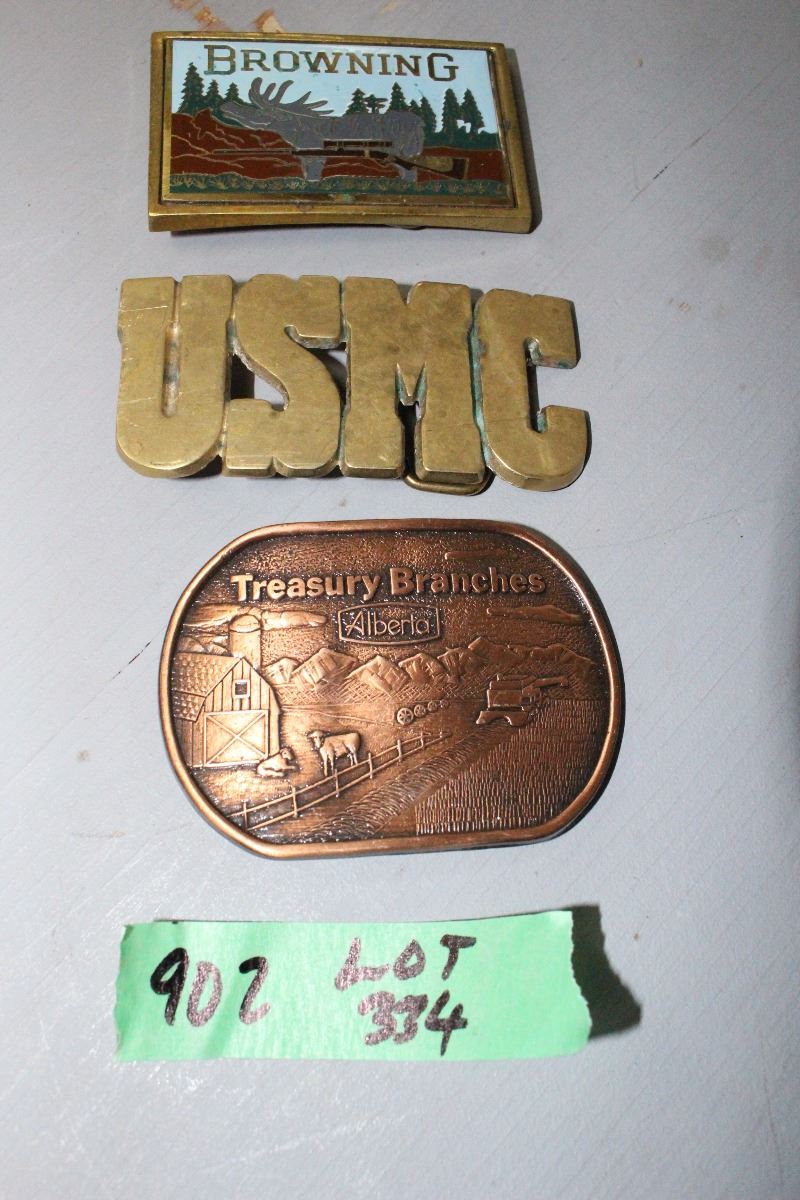 BROWNING
USMC
Treasury Branches
Alberta
902 LOT
334